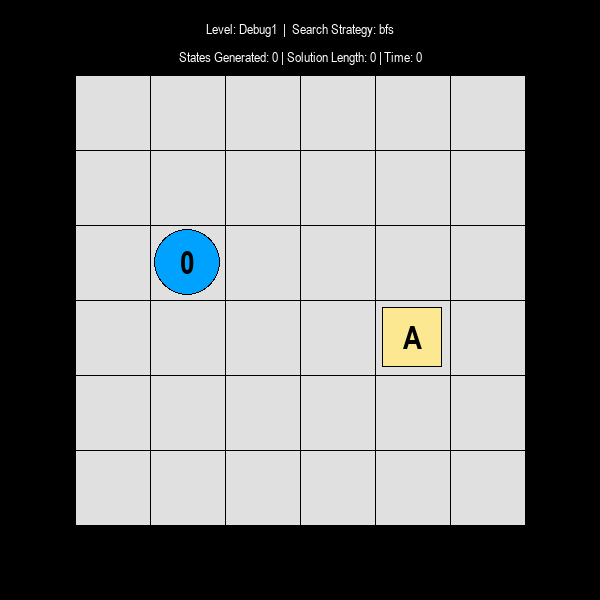 Level: Debug1 | Search Strategy: bfs
States Generated: 0 | Solution Length: 0 | Time: 0
0
A